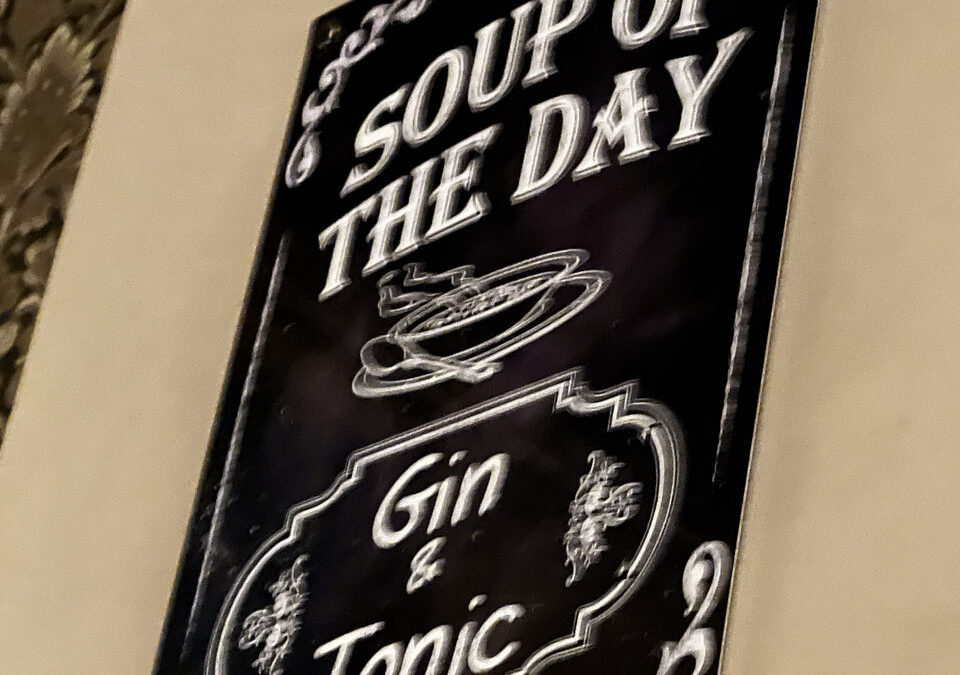 SOUP OF
THE DAY
Gin
&
Tonic